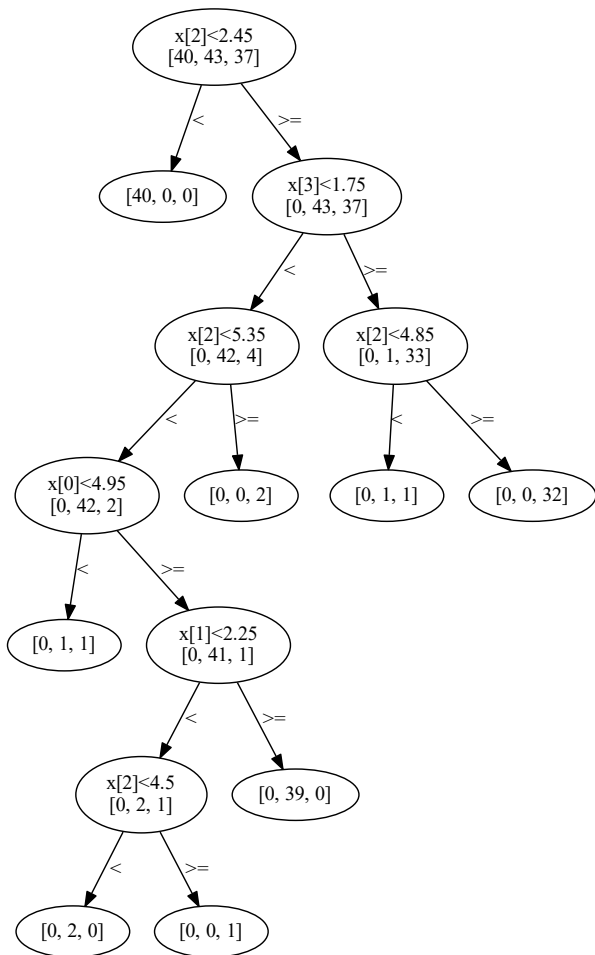 x[2]<2.45
[40, 43, 37]
<
>=
[40, 0, 0]
x[3]<1.75
[0, 43, 37]
<
>=
x[2]<5.35
[0, 42, 4]
x[2]<4.85
[0, 1, 33]
<
>=
<
>=
x[0]<4.95
[0, 42, 2]
[0, 0, 2]
[0, 1, 1]
[0, 0, 32]
<
>=
[0, 1, 1]
x[1]<2.25
[0, 41, 1]
<
>=
x[2]<4.5
[0, 2, 1]
[0, 39, 0]
<
>=
[0, 2, 0]
[0, 0, 1]